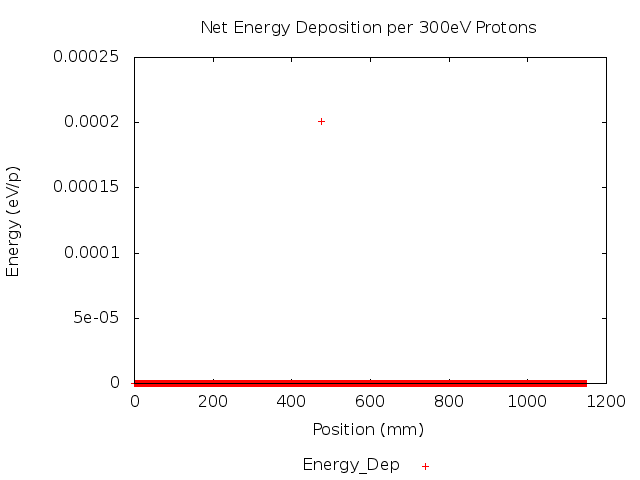 Net Energy Deposition per 300eV Protons
0.00025
0.0002
0.00015
0.0001
5e-05
0
Energy (eV/p)
0 200 400 600 800 1000 1200
Position (mm)
Energy_Dep